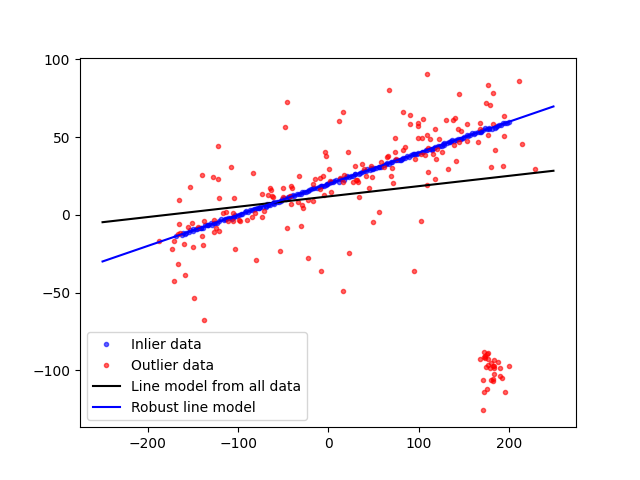 100
50
0
−50
−100
Inlier data
Outlier data
Line model from all data
Robust line model
−200 −100 0 100 200